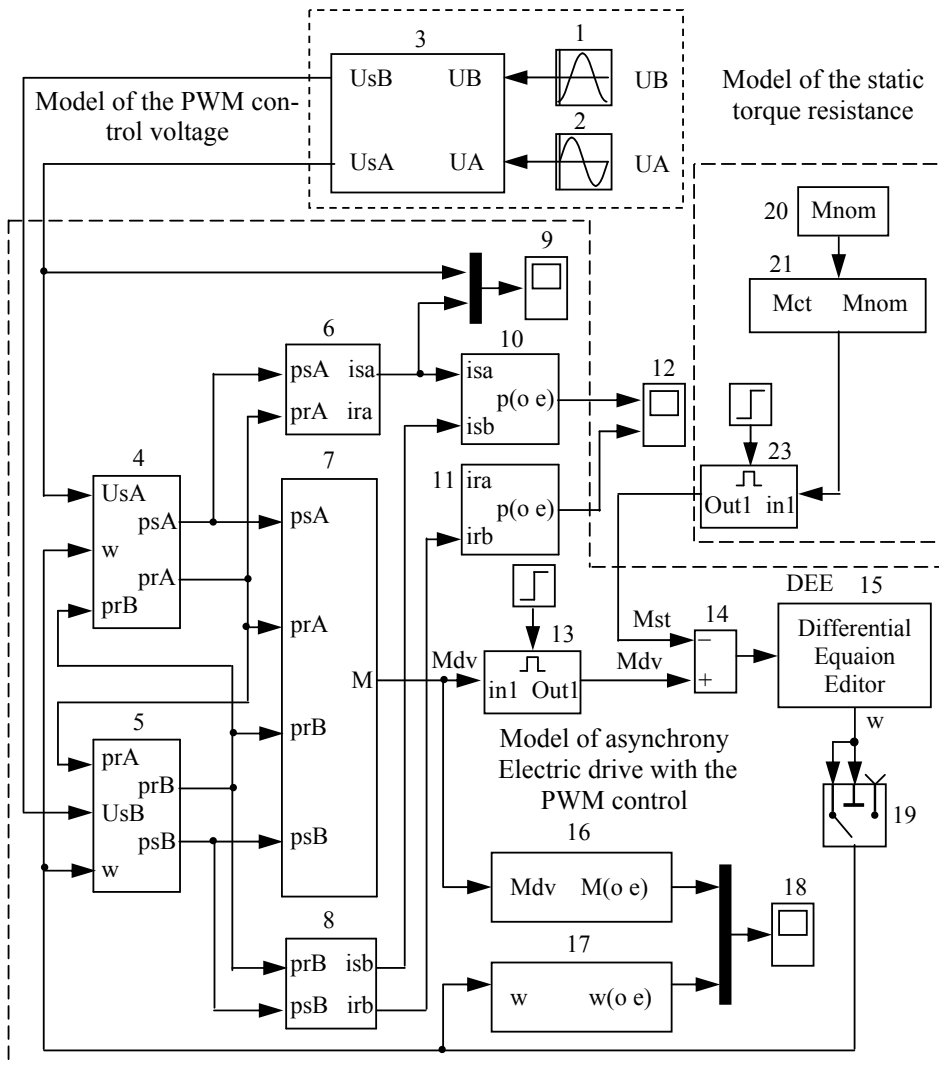 1
3
UsB UB
UB
Model of the PWM con-
trol voltage
2
UsA UA
UA
Model of the static
torque resistance
20
Mnom
21
Mct Mnom
9
6
psA isa
prA ira
10
isa
p(o e)
isb
12
4
UsA
psA
w
prA
prB
7
psA
prA
M
prB
psB
11
ira
p(o e)
irb
23
Out1 in1
13
Mdv
in1 Out1
Mst
Mdv
14
−
+
DEE 15
Differential
Equaion
Editor
w
5
prA
prB
UsB
psB
w
Model of asynchrony
Electric drive with the
PWM control
19
16
Mdv M(o e)
18
17
w w(o e)
8
prB isb
psB irb